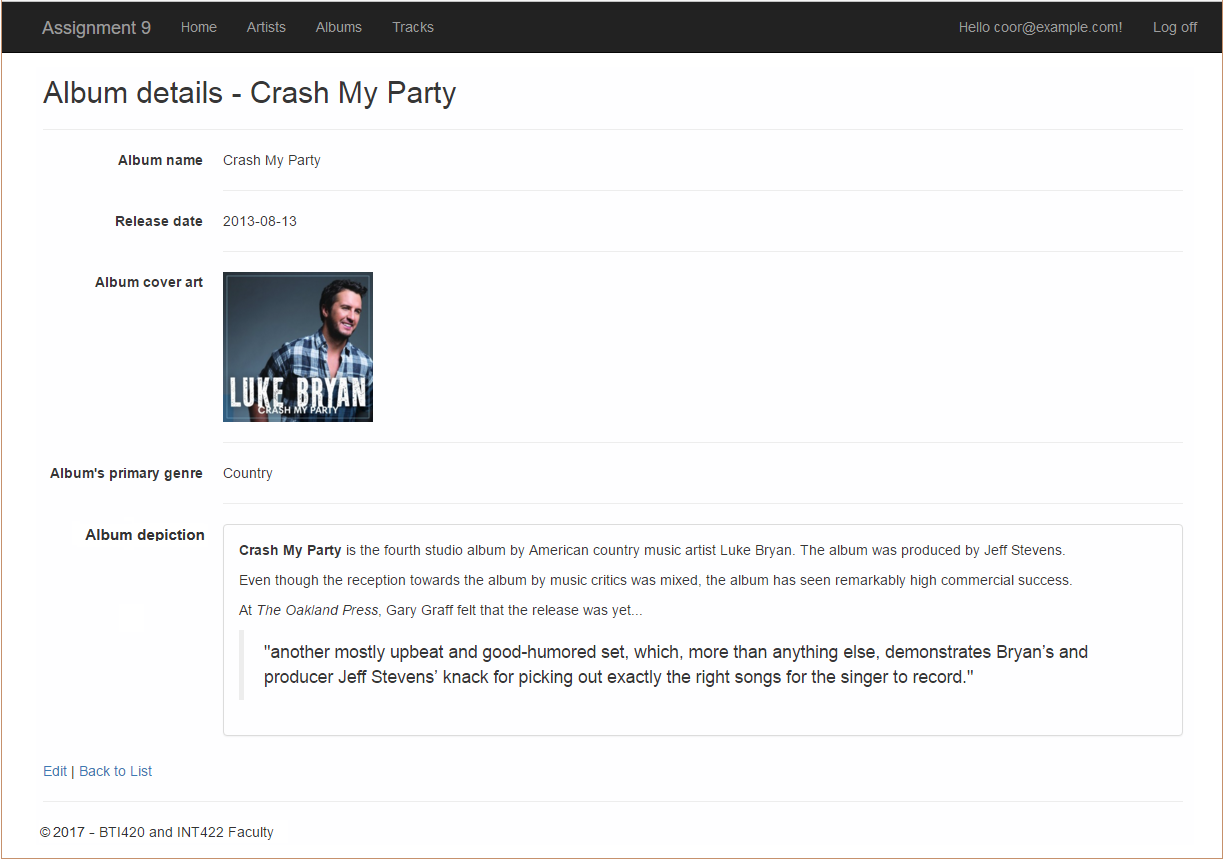 Assignment 9 Home Artists Albums Tracks Hello coor@example.com! Log off
Album details - Crash My Party
Album name Crash My Party
Release date 2013-08-13
Album cover art
LUKE BRYAN
CRASH MY PARTY
Album's primary genre Country
Album depiction
Crash My Party is the fourth studio album by American country music artist Luke Bryan. The album was produced by Jeff Stevens.
Even though the reception towards the album by music critics was mixed, the album has seen remarkably high commercial success.
At The Oakland Press, Gary Graff felt that the release was yet...
"another mostly upbeat and good-humored set, which, more than anything else, demonstrates Bryan’s and
producer Jeff Stevens’ knack for picking out exactly the right songs for the singer to record."
Edit | Back to List
© 2017 - BTI420 and INT422 Faculty